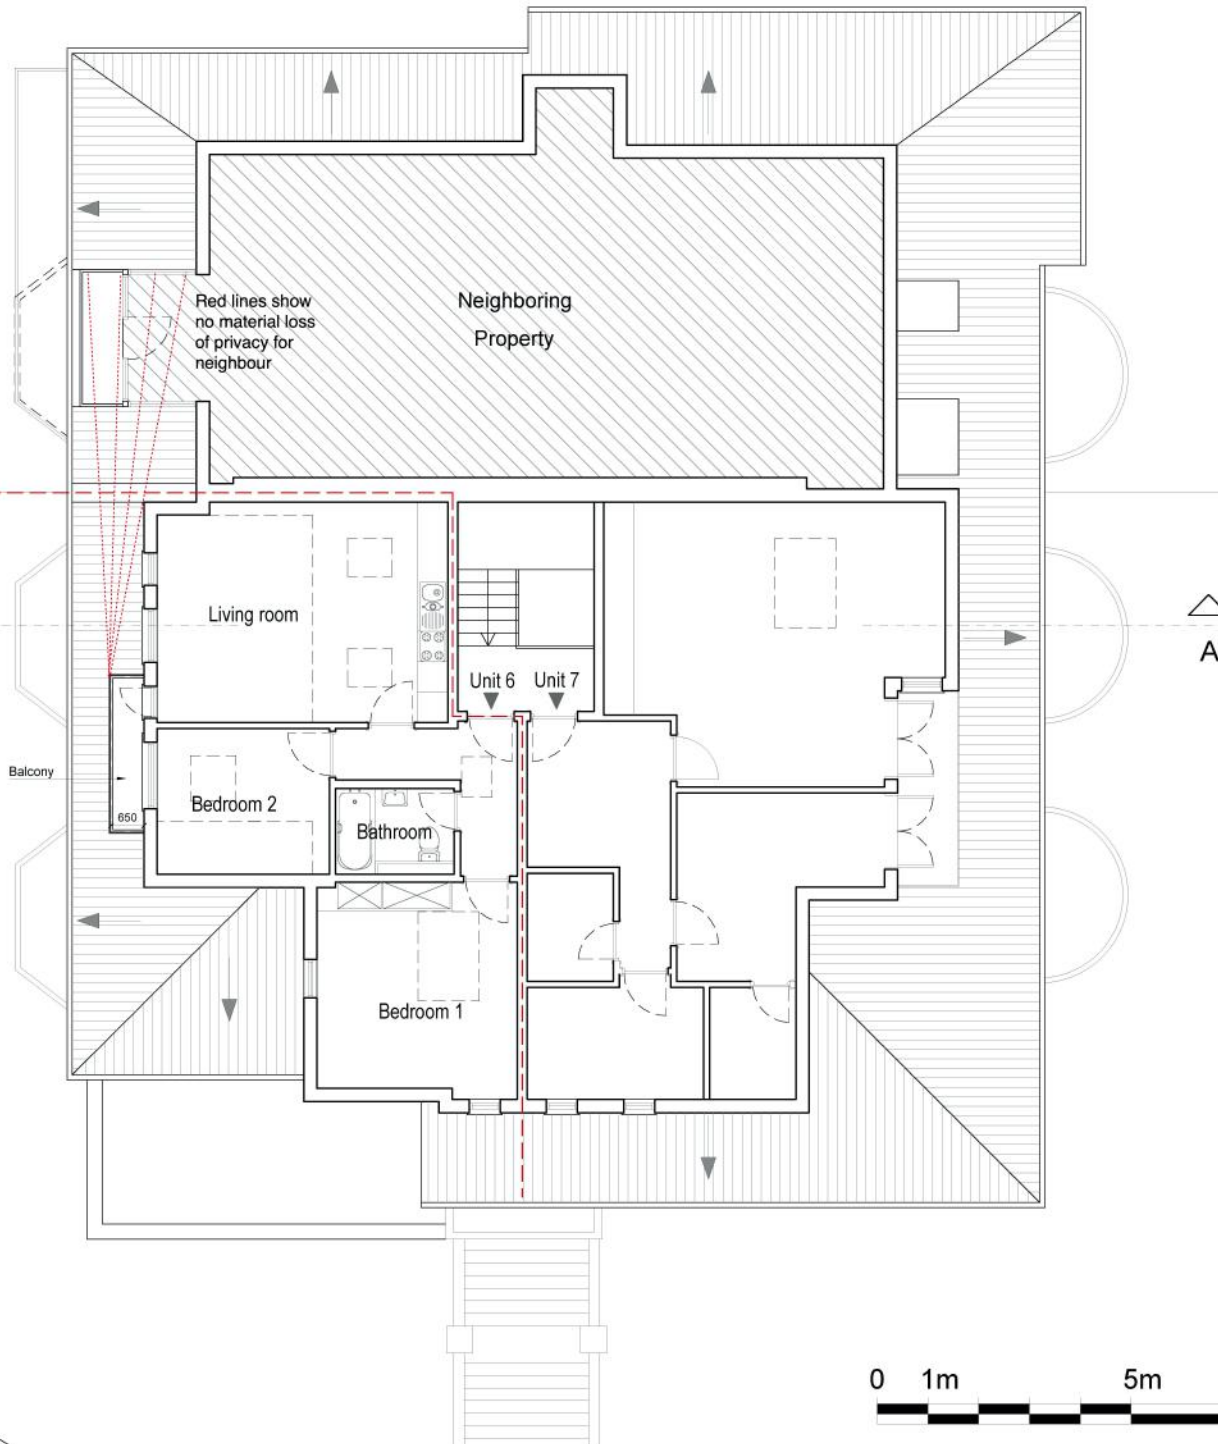 Red lines show
no material loss
of privacy for
neighbour
Neighboring
Property
Living room
Unit 6
Unit 7
A
Balcony
650
Bedroom 2
Bathroom
Bedroom 1
0 1m 5m